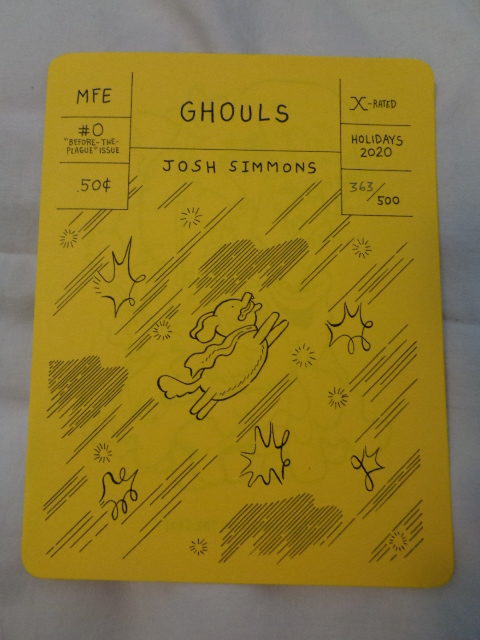 MFE
#0
"BEFORE-THE-
PLAGUE" ISSUE
.50¢
GHOULS
JOSH SIMMONS
X-RATED
HOLIDAYS
2020
363/500